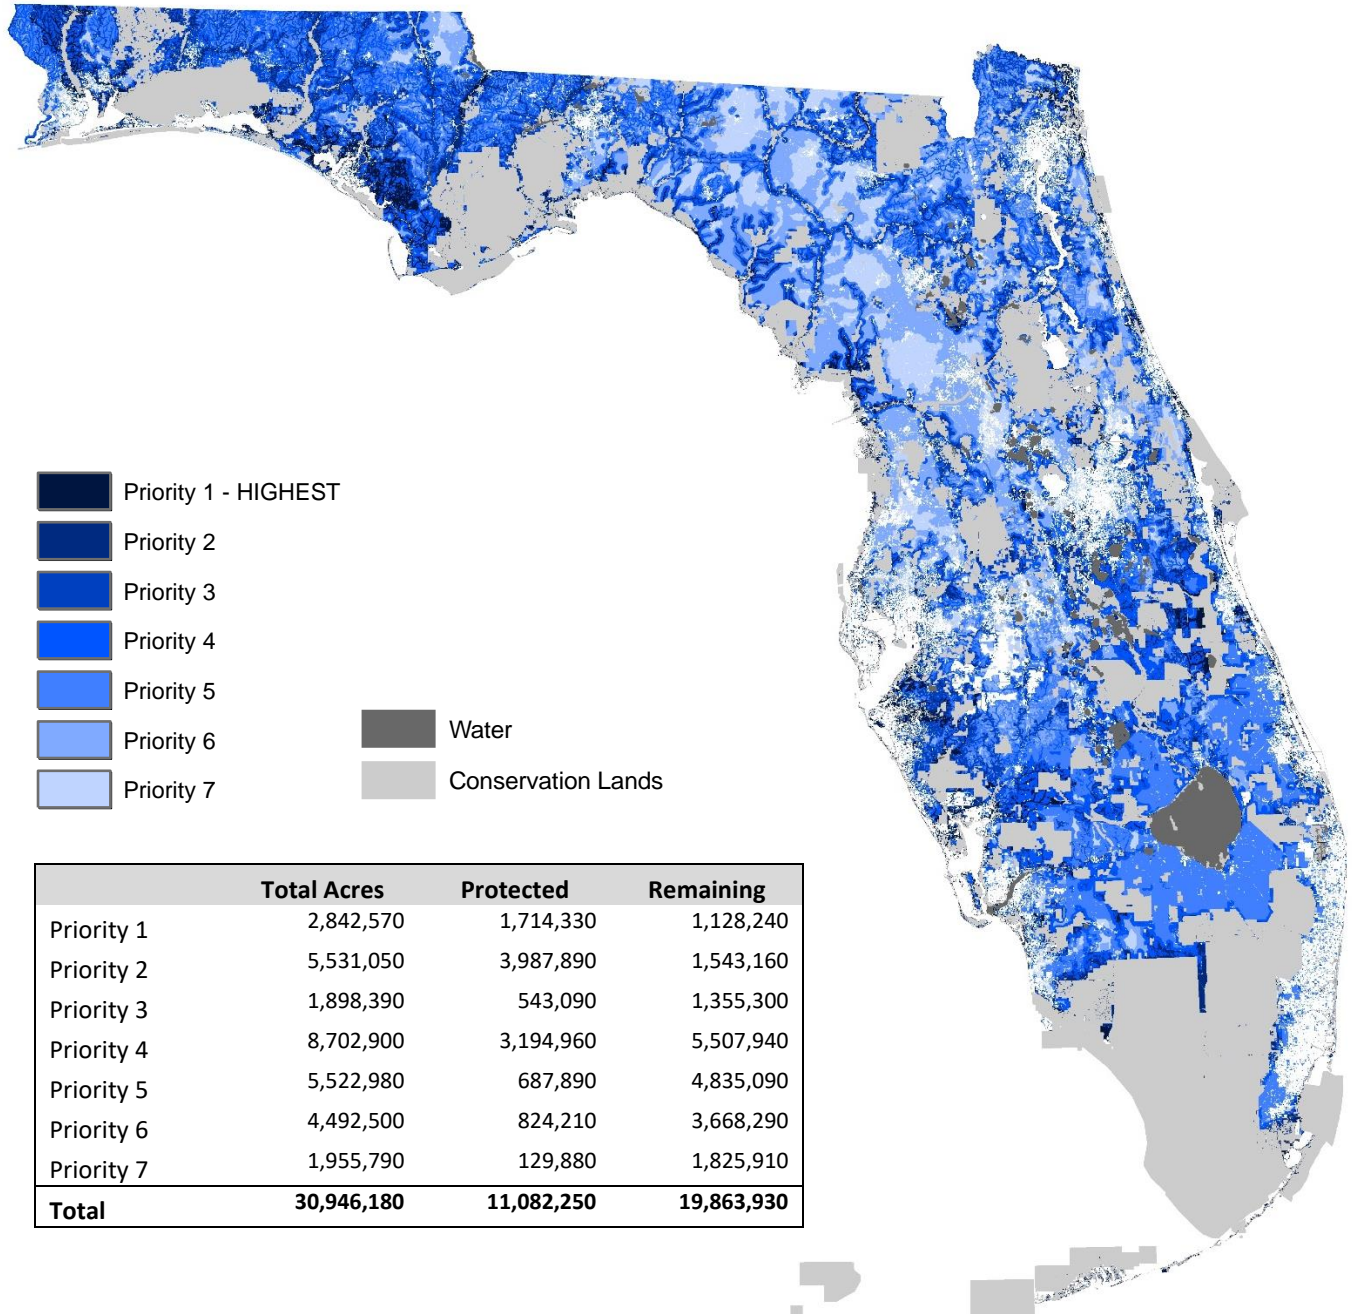 Priority 1 - HIGHEST
Priority 2
Priority 3
Priority 4
Priority 5
Priority 6
Priority 7
Water
Conservation Lands
Total Acres Protected Remaining
Priority 1 2,842,570 1,714,330 1,128,240
Priority 2 5,531,050 3,987,890 1,543,160
Priority 3 1,898,390 543,090 1,355,300
Priority 4 8,702,900 3,194,960 5,507,940
Priority 5 5,522,980 687,890 4,835,090
Priority 6 4,492,500 824,210 3,668,290
Priority 7 1,955,790 129,880 1,825,910
Total 30,946,180 11,082,250 19,863,930